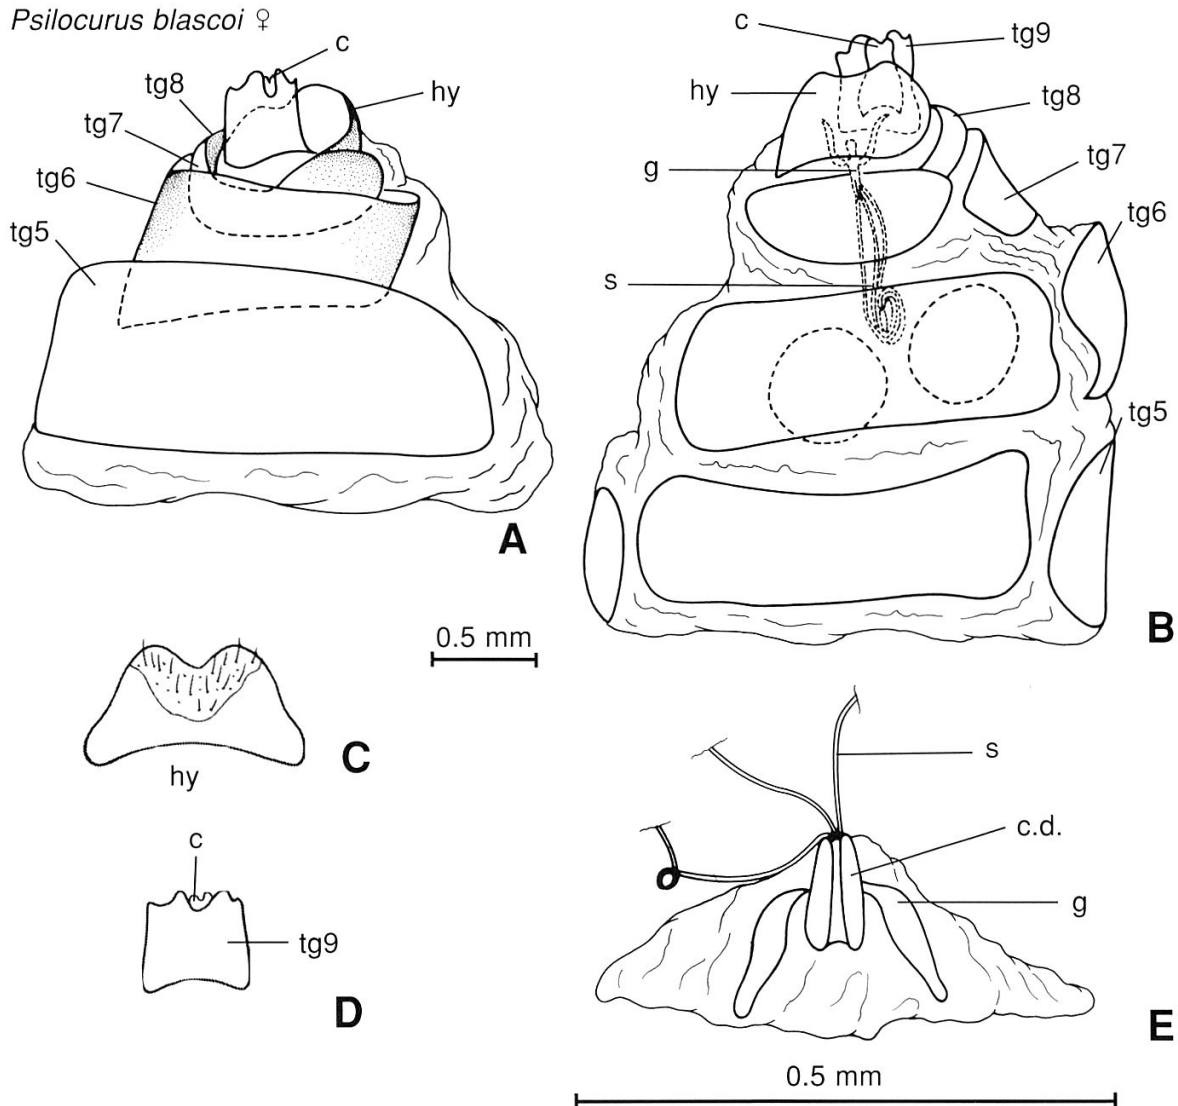 Psilocurus blascoi ♀
c
tg8
hy
tg7
tg6
tg5
A
c
tg9
hy
tg8
g
tg7
tg6
s
tg5
B
0.5 mm
C
hy
c
tg9
D
s
c.d.
g
E
0.5 mm